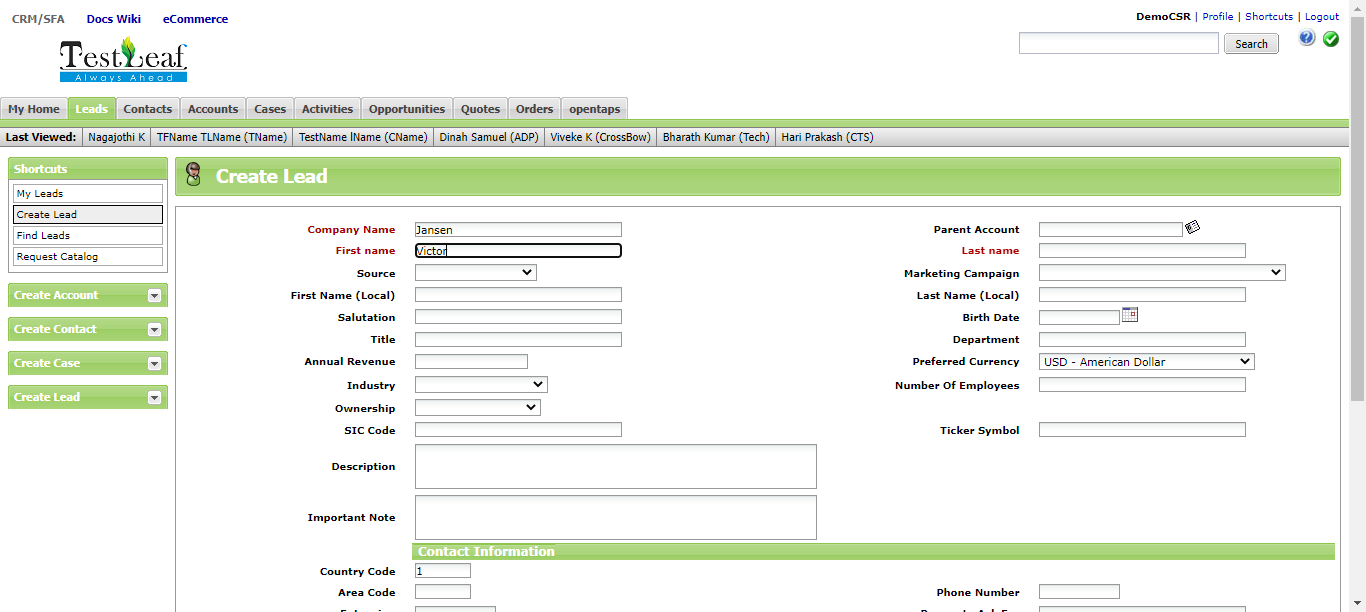 CRM/SFA Docs Wiki eCommerce
DemoCSR | Profile | Shortcuts | Logout
TestLeaf
Always Ahead
Search
My Home Leads Contacts Accounts Cases Activities Opportunities Quotes Orders opentaps
Last Viewed: Nagajothi K TFName TLName (TName) TestName lName (CName) Dinah Samuel (ADP) Viveke K (CrossBow) Bharath Kumar (Tech) Hari Prakash (CTS)
Shortcuts
My Leads
Create Lead
Find Leads
Request Catalog
Create Account
Create Contact
Create Case
Create Lead
Create Lead
Company Name Jansen Parent Account
First name Victor Last name
Source Marketing Campaign
First Name (Local) Last Name (Local)
Salutation Birth Date
Title Department
Annual Revenue Preferred Currency USD - American Dollar
Industry Number Of Employees
Ownership
SIC Code Ticker Symbol
Description
Important Note
Contact Information
Country Code 1
Area Code Phone Number